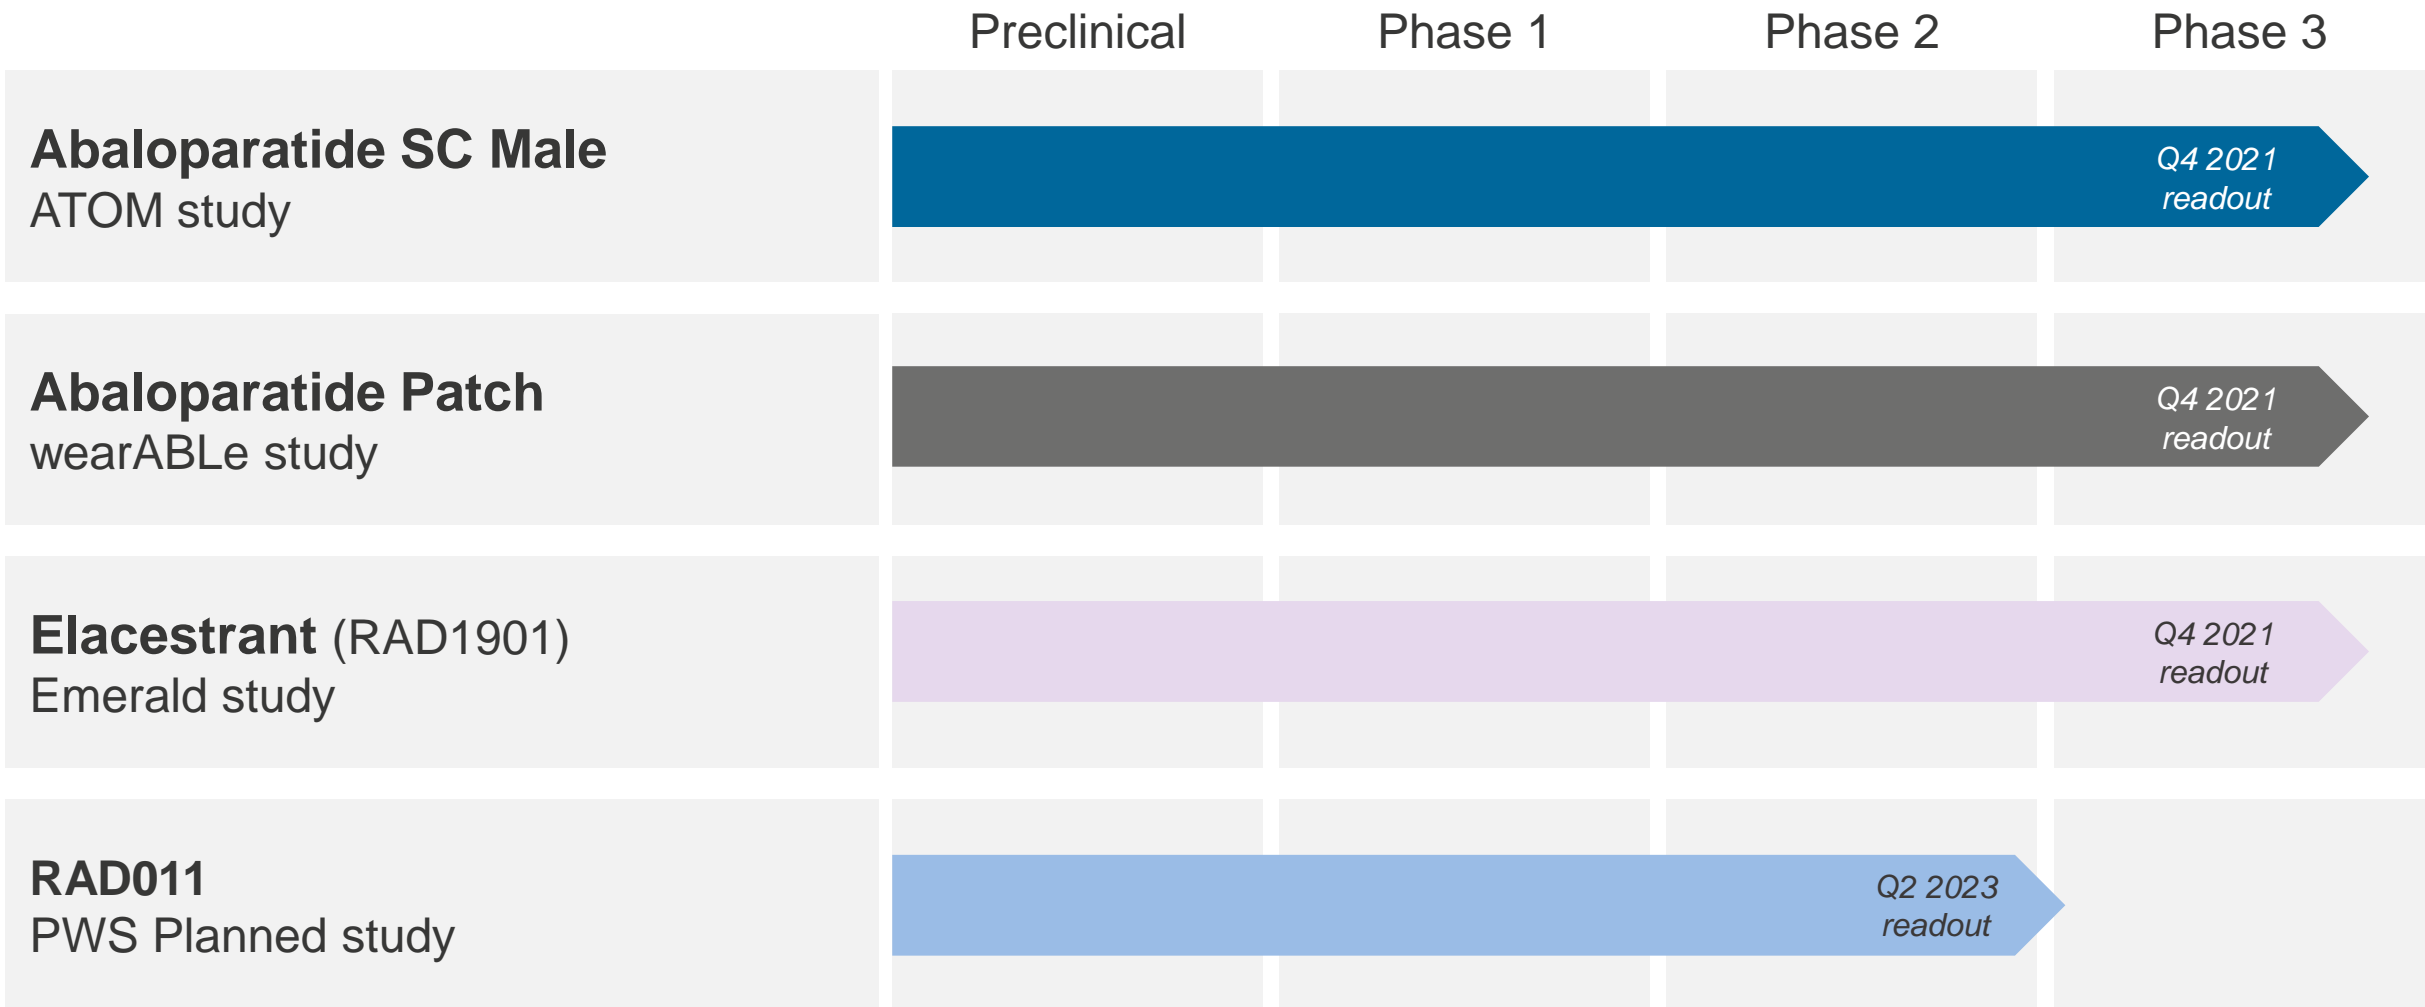 Preclinical Phase 1 Phase 2 Phase 3
Abaloparatide SC Male
ATOM study
Q4 2021
readout
Abaloparatide Patch
wearABLe study
Q4 2021
readout
Elacestrant (RAD1901)
Emerald study
Q4 2021
readout
RAD011
PWS Planned study
Q2 2023
readout